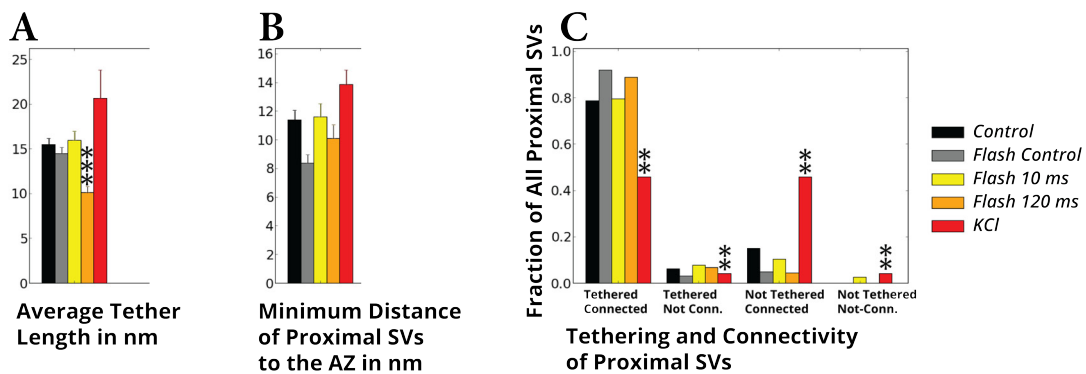 A
25
20
15
10
5
0
***
Average Tether
Length in nm
B
16
14
12
10
8
6
4
2
0
Minimum Distance
of Proximal SVs
to the AZ in nm
C
Fraction of All Proximal SVs
1.0
0.8
0.6
0.4
0.2
0.0
**
**
**
**
Tethered
Connected
Tethered
Not Conn.
Not Tethered
Connected
Not Tethered
Not-Conn.
Tethering and Connectivity
of Proximal SVs
Control
Flash Control
Flash 10 ms
Flash 120 ms
KCl